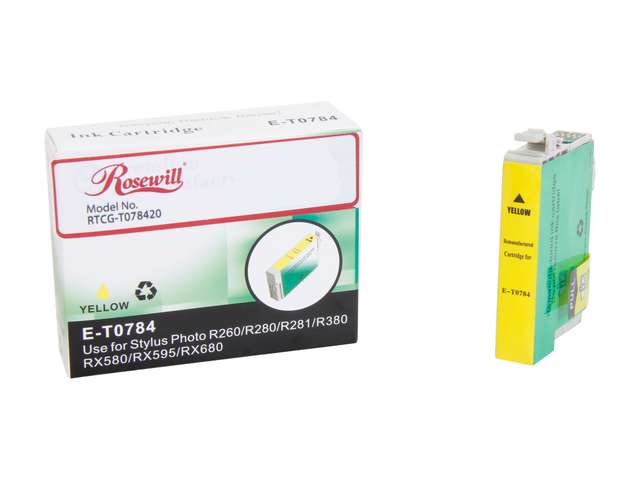 Ink Cartridge
E-T0784
Rosewill
Model No.
RTCG-T078420
YELLOW
E-T0784
Use for Stylus Photo R260/R280/R281/R380
RX580/RX595/RX680
YELLOW
Remanufactured
Cartridge for
E-T0784